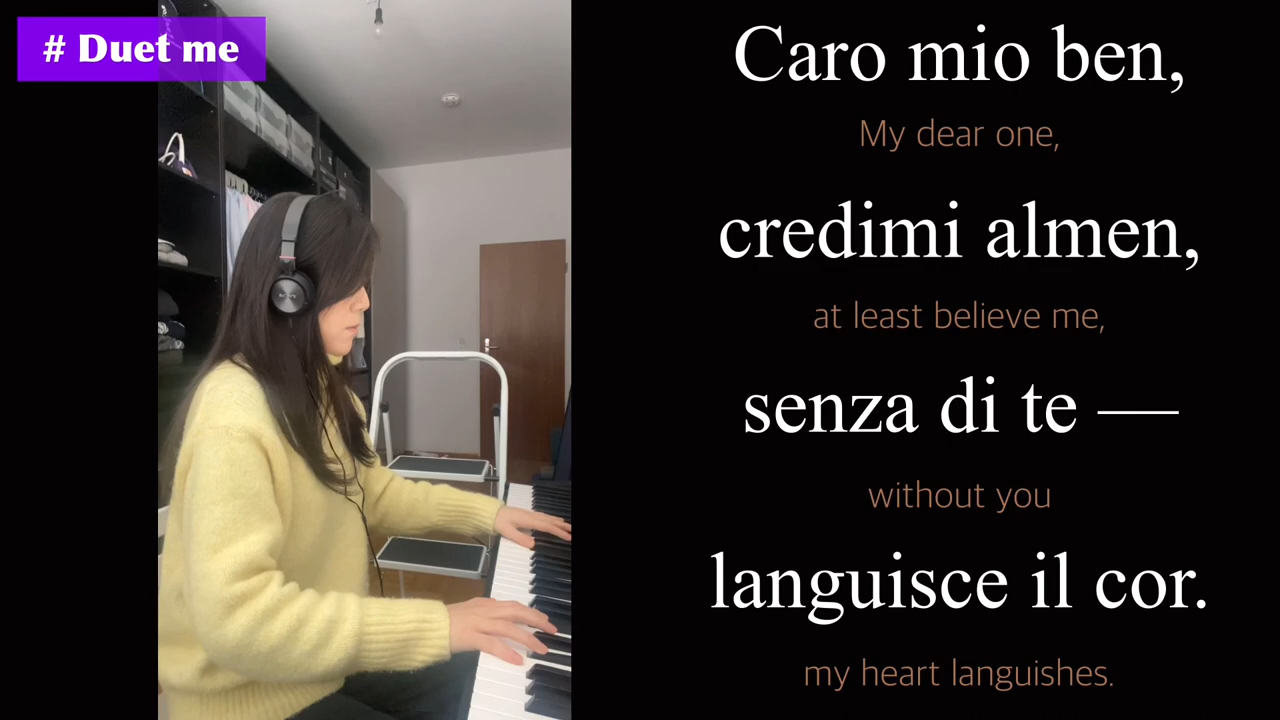 # Duet me
Caro mio ben,
My dear one,
credimi almen,
at least believe me,
senza di te —
without you
languisce il cor.
my heart languishes.